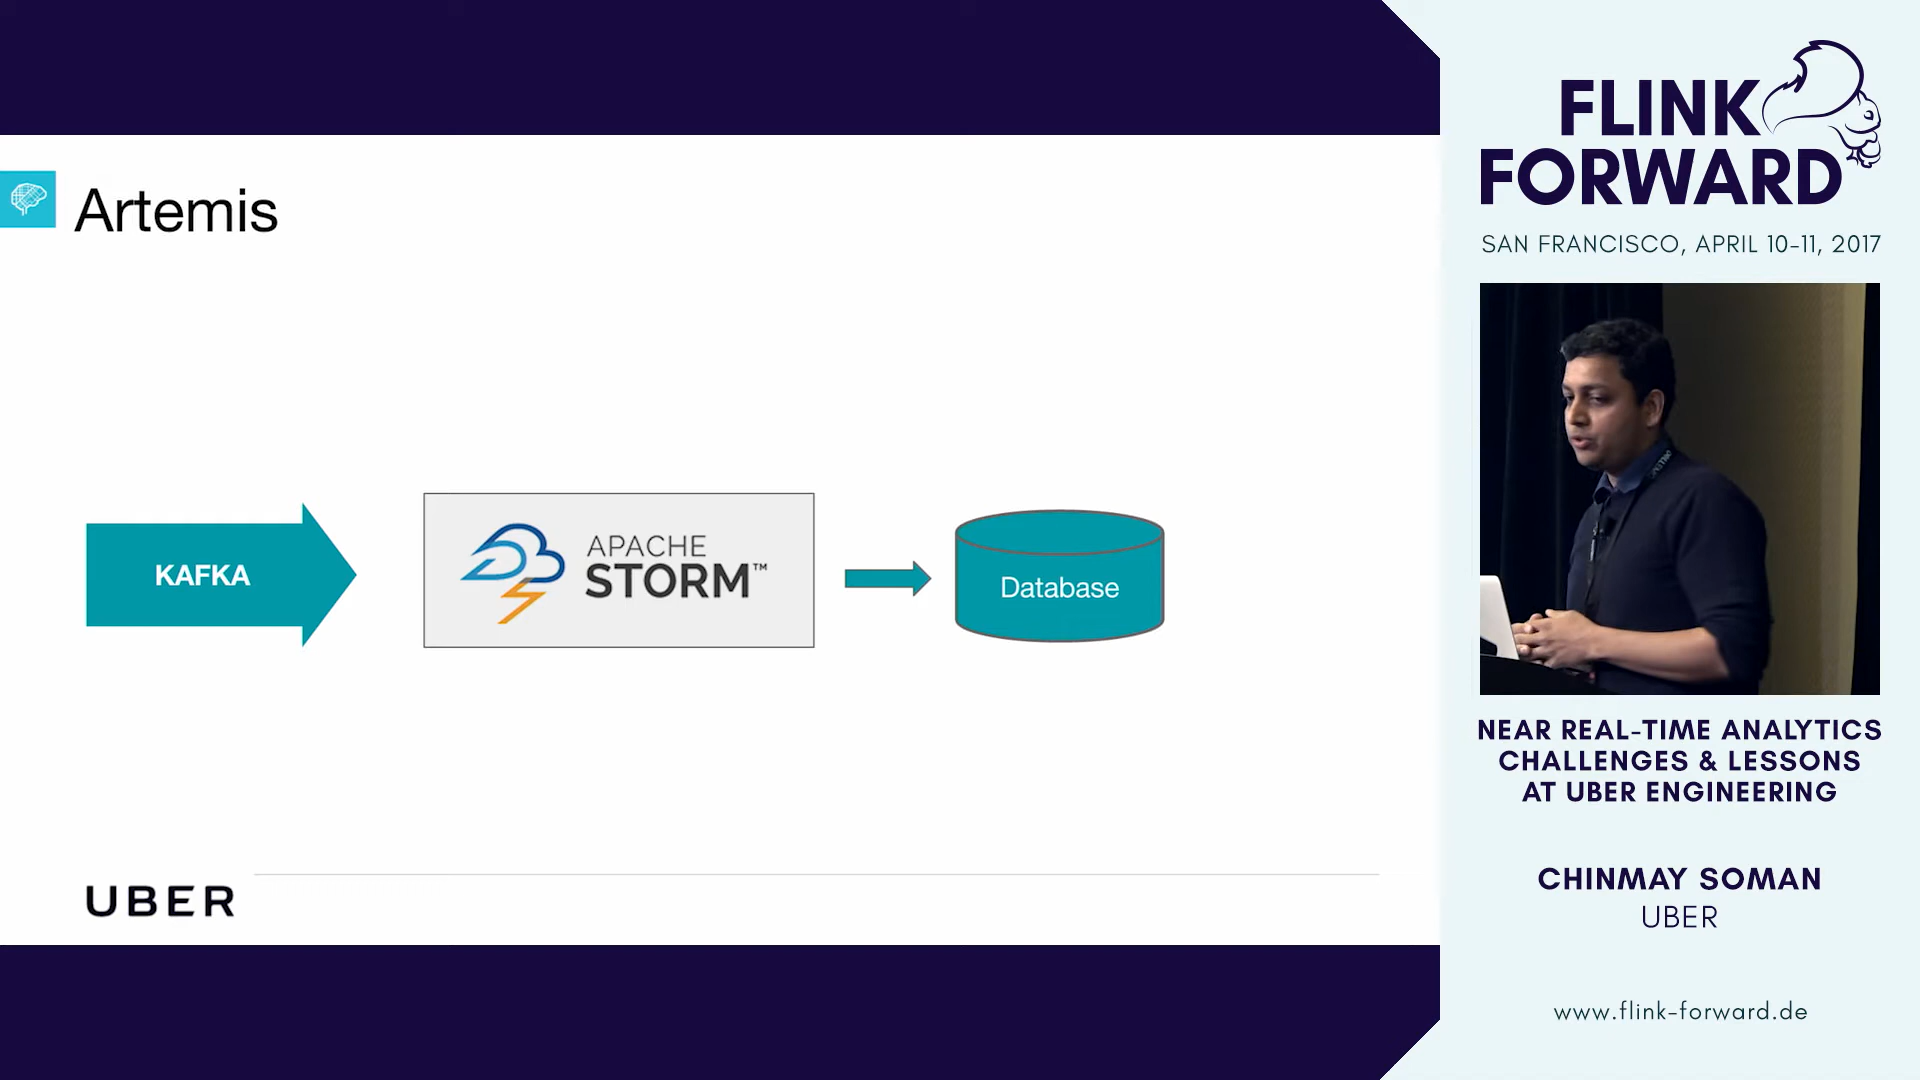 Artemis
KAFKA
APACHE
STORM™
Database
UBER
FLINK
FORWARD
SAN FRANCISCO, APRIL 10-11, 2017
NEAR REAL-TIME ANALYTICS
CHALLENGES & LESSONS
AT UBER ENGINEERING
CHINMAY SOMAN
UBER
www.flink-forward.de